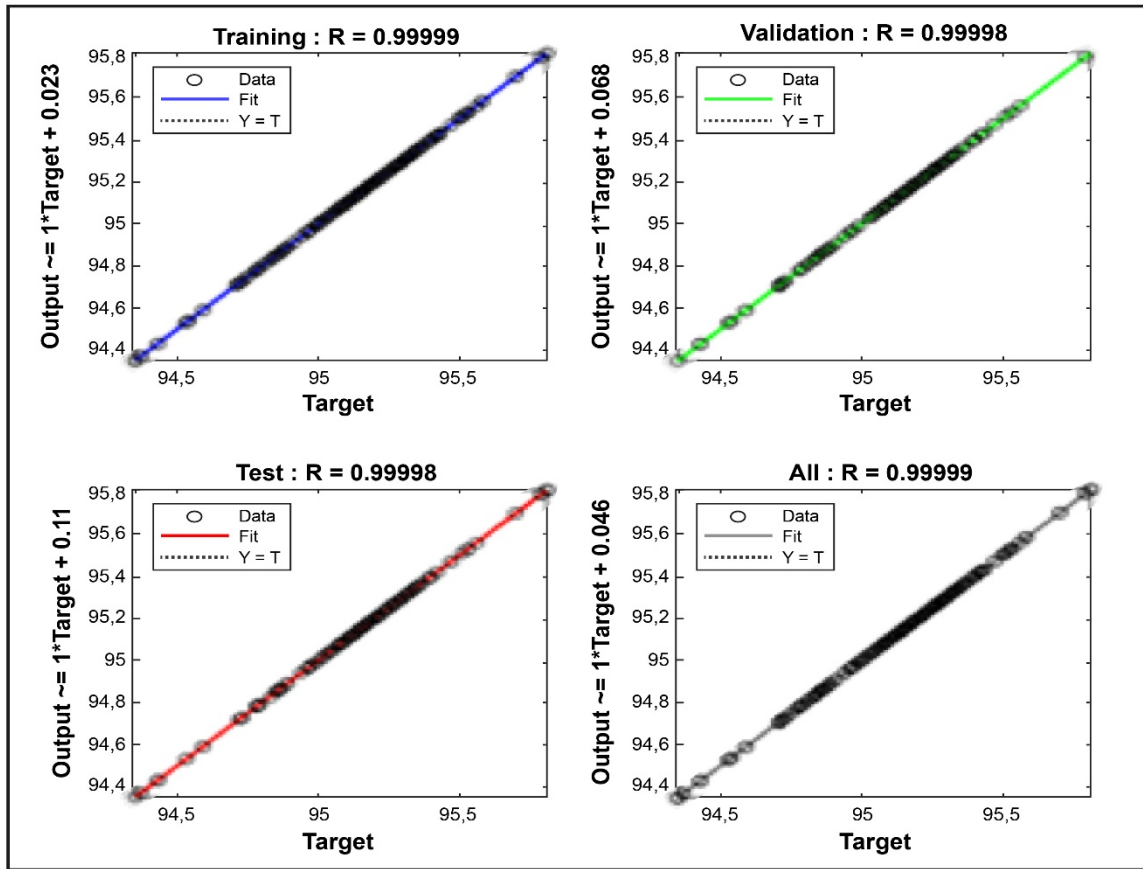 Training : R = 0.99999
Output ~= 1*Target + 0.023
95,8
95,6
95,4
95,2
95
94,8
94,6
94,4
Data
Fit
Y = T
94,5 95 95,5
Target
Validation : R = 0.99998
Output ~= 1*Target + 0.068
95,8
95,6
95,4
95,2
95
94,8
94,6
94,4
Data
Fit
Y = T
94,5 95 95,5
Target
Test : R = 0.99998
Output ~= 1*Target + 0.11
95,8
95,6
95,4
95,2
95
94,8
94,6
94,4
Data
Fit
Y = T
94,5 95 95,5
Target
All : R = 0.99999
Output ~= 1*Target + 0.046
95,8
95,6
95,4
95,2
95
94,8
94,6
94,4
Data
Fit
Y = T
94,5 95 95,5
Target